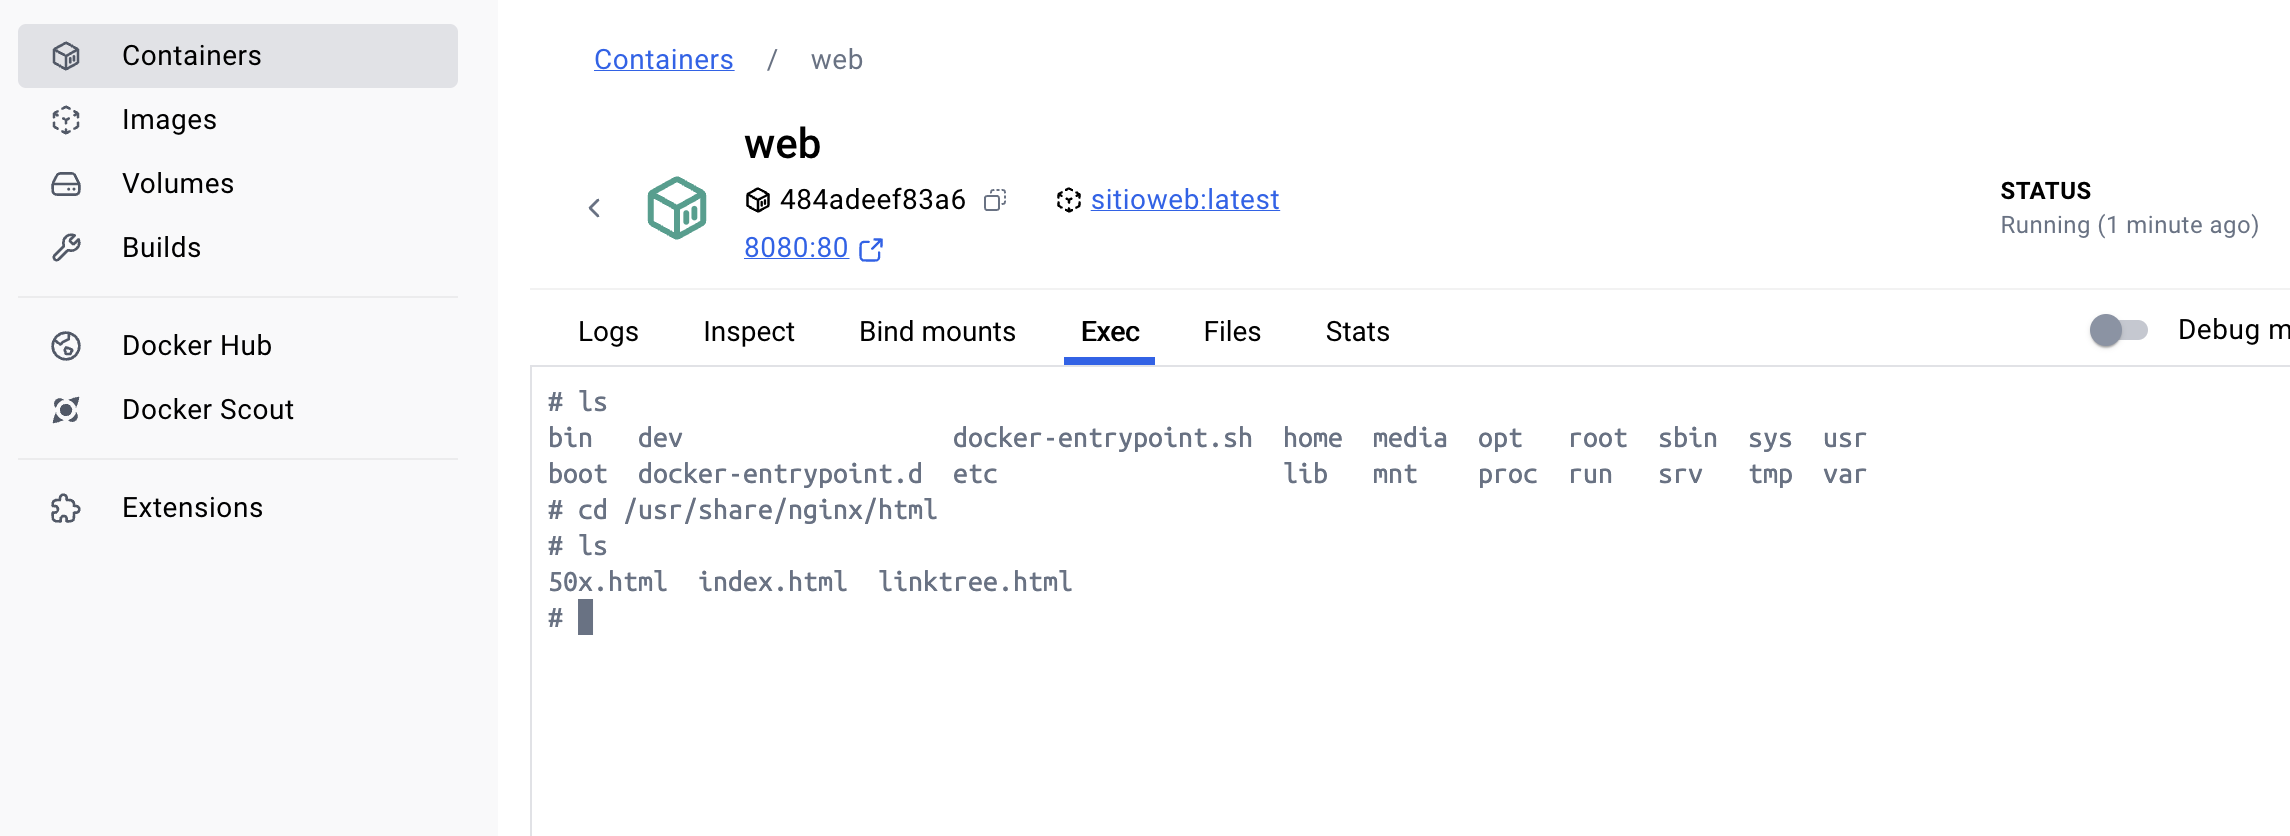 Containers
Images
Volumes
Builds
Docker Hub
Docker Scout
Extensions
Containers / web
web
484adeef83a6 sitioweb:latest
8080:80
STATUS
Running (1 minute ago)
Logs Inspect Bind mounts Exec Files Stats Debug m
# ls
bin dev docker-entrypoint.sh home media opt root sbin sys usr
boot docker-entrypoint.d etc lib mnt proc run srv tmp var
# cd /usr/share/nginx/html
# ls
50x.html index.html linktree.html
#